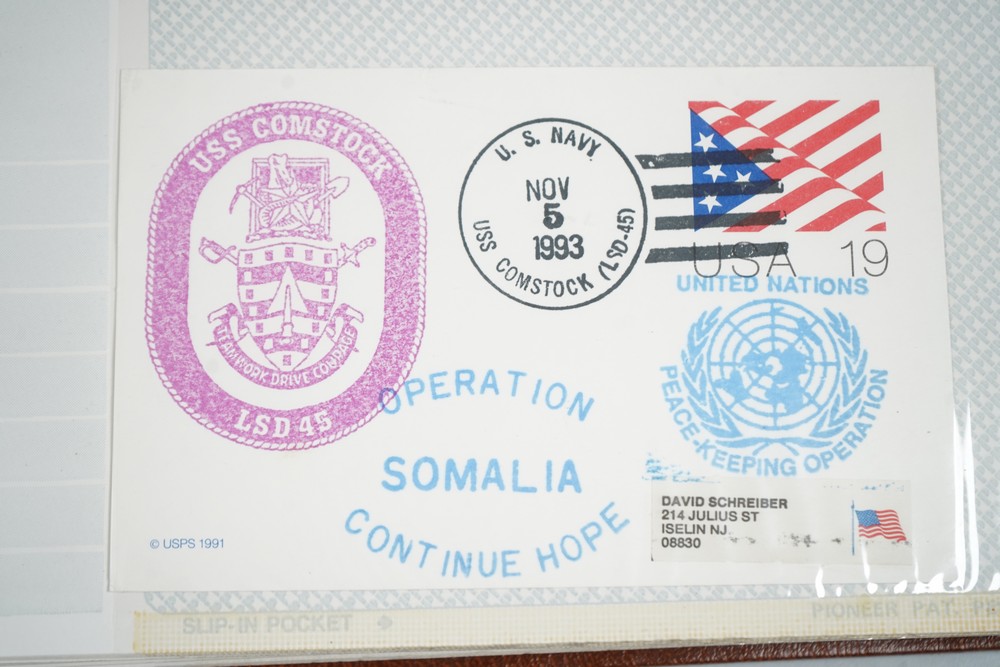 USS COMSTOCK
TEAMWORK DRIVE COURAGE
LSD 45
U. S. NAVY
NOV
5
1993
USS COMSTOCK (LSD-45)
USA 19
UNITED NATIONS
PEACE-KEEPING OPERATION
OPERATION
SOMALIA
CONTINUE HOPE
DAVID SCHREIBER
214 JULIUS ST
ISELIN NJ
08830
© USPS 1991
SLIP-IN POCKET
PIONEER PAT.